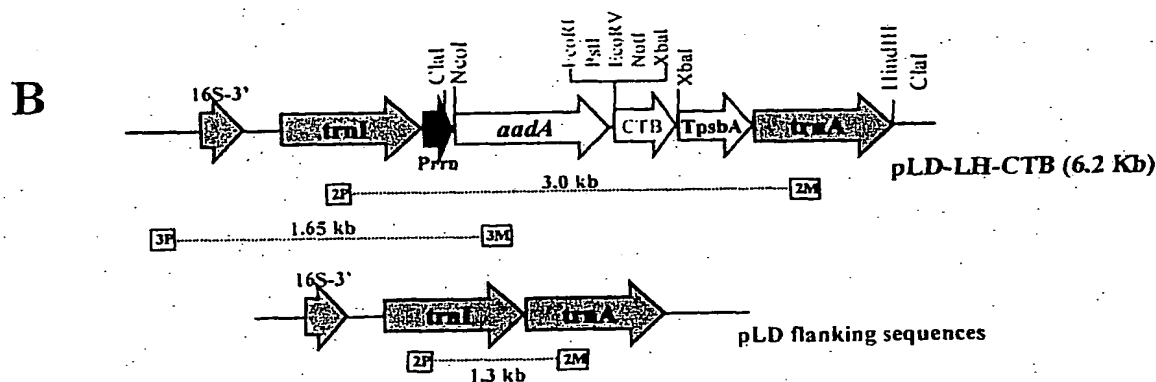 B
EcoRI
PstI
EcoRV
NotI
XbaI
ClaI
NcoI
XbaI
HindIII
ClaI
16S-3'
trnI
Prrn
aadA
CTB
TpsbA
trnA
pLD-LH-CTB (6.2 Kb)
2P 3.0 kb 2M
3P 1.65 kb 3M
16S-3'
trnI
trnA
pLD flanking sequences
2P 1.3 kb 2M